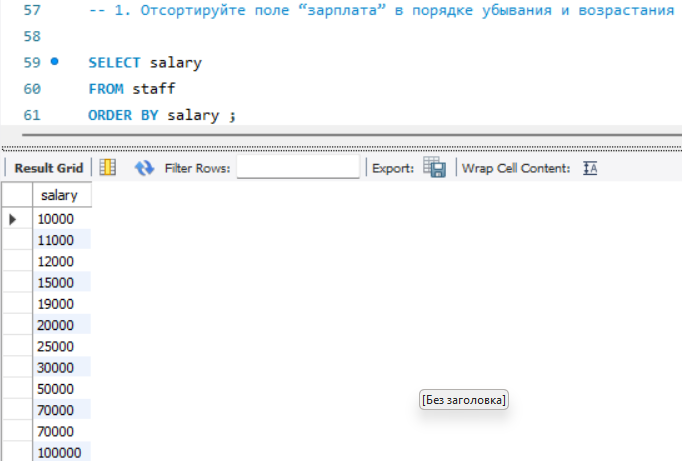 57 -- 1. Отсортируйте поле “зарплата” в порядке убывания и возрастания
58
59 SELECT salary
60 FROM staff
61 ORDER BY salary ;
Result Grid Filter Rows: Export: Wrap Cell Content: IA
salary
10000
11000
12000
15000
19000
20000
25000
30000
50000
[Без заголовка]
70000
70000
100000